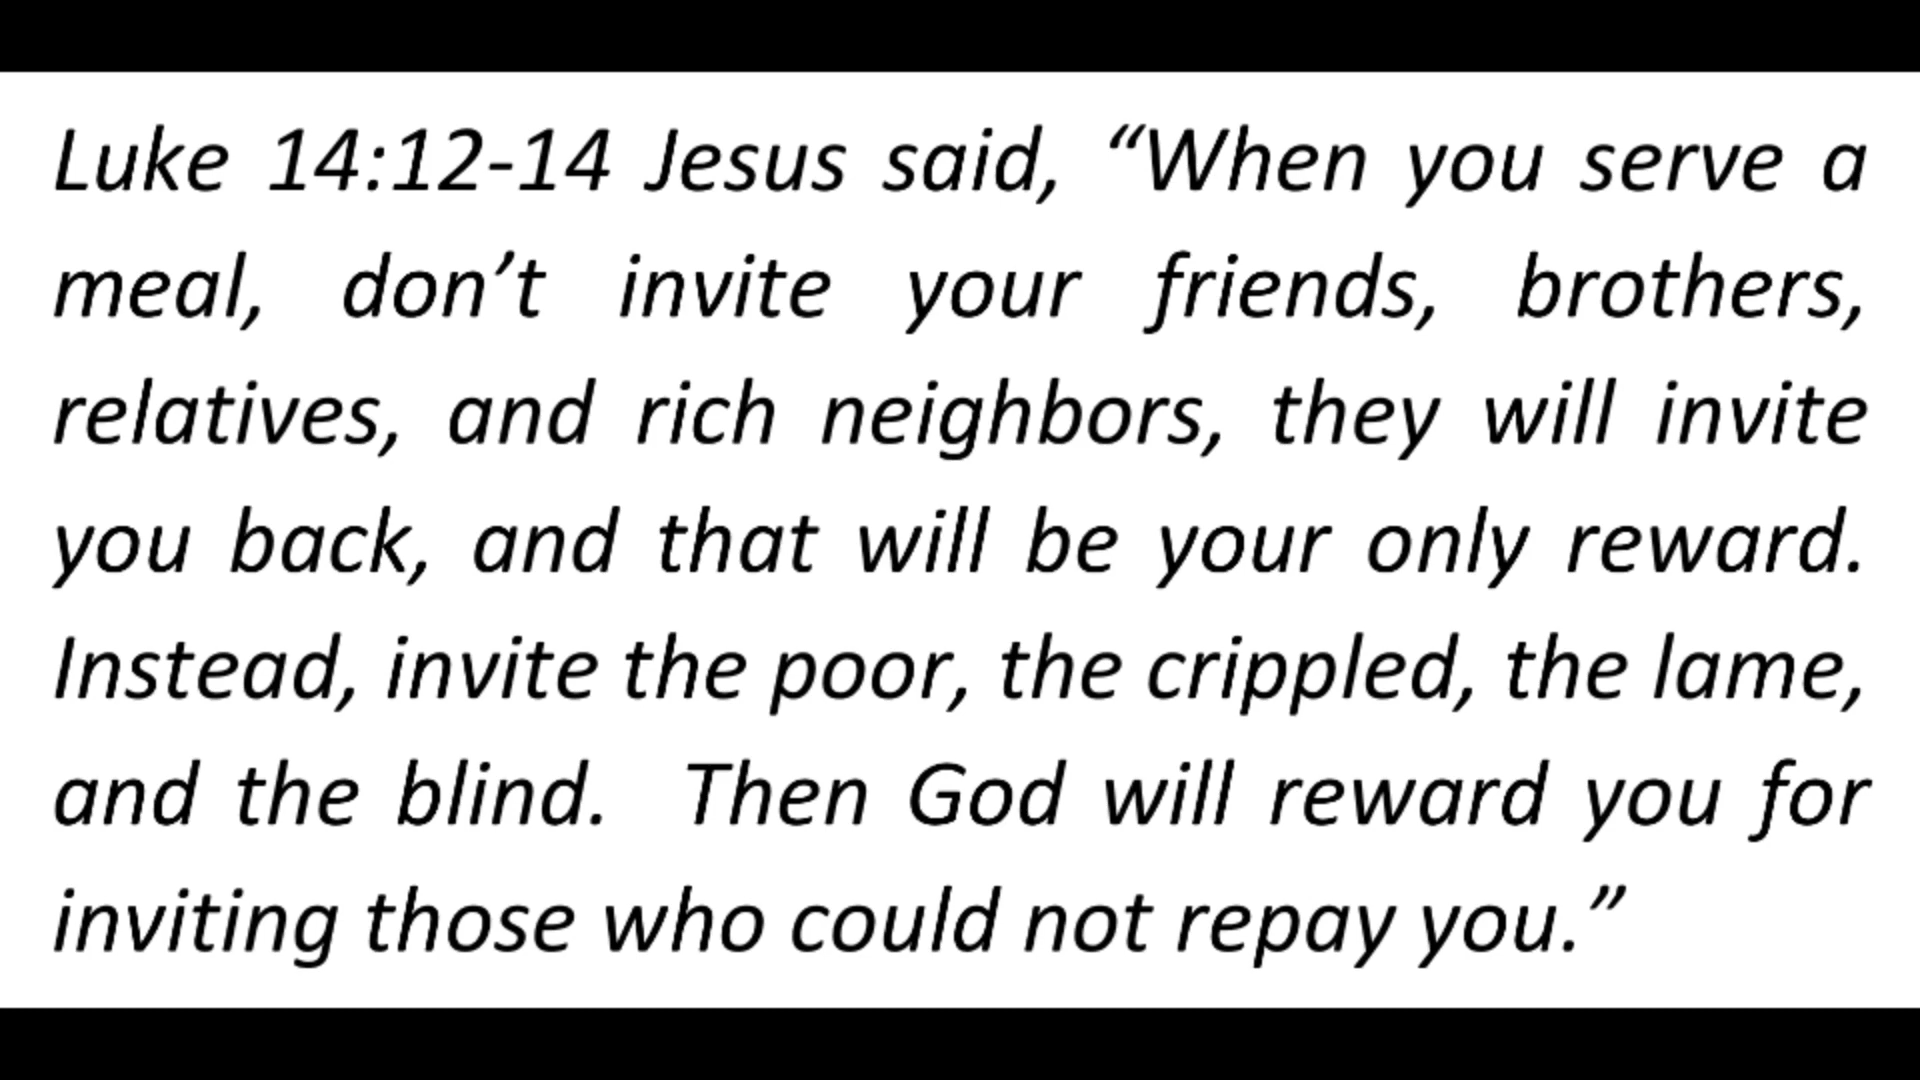 Luke 14:12-14 Jesus said, “When you serve a
meal, don’t invite your friends, brothers,
relatives, and rich neighbors, they will invite
you back, and that will be your only reward.
Instead, invite the poor, the crippled, the lame,
and the blind.  Then God will reward you for
inviting those who could not repay you.”